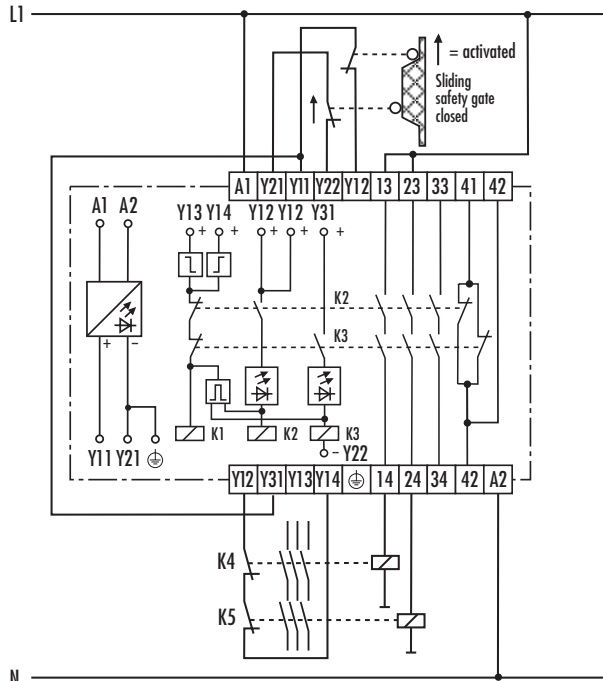 L1
= activated
Sliding
safety gate
closed
A1 Y21 Y11 Y22 Y12 13 23 33 41 42
A1 A2 Y13 Y14 Y12 Y12 Y31
+ + + + +
K2
K3
+ −
K1 K2 K3
− Y22
Y11 Y21
Y12 Y31 Y13 Y14 14 24 34 42 A2
K4
K5
N